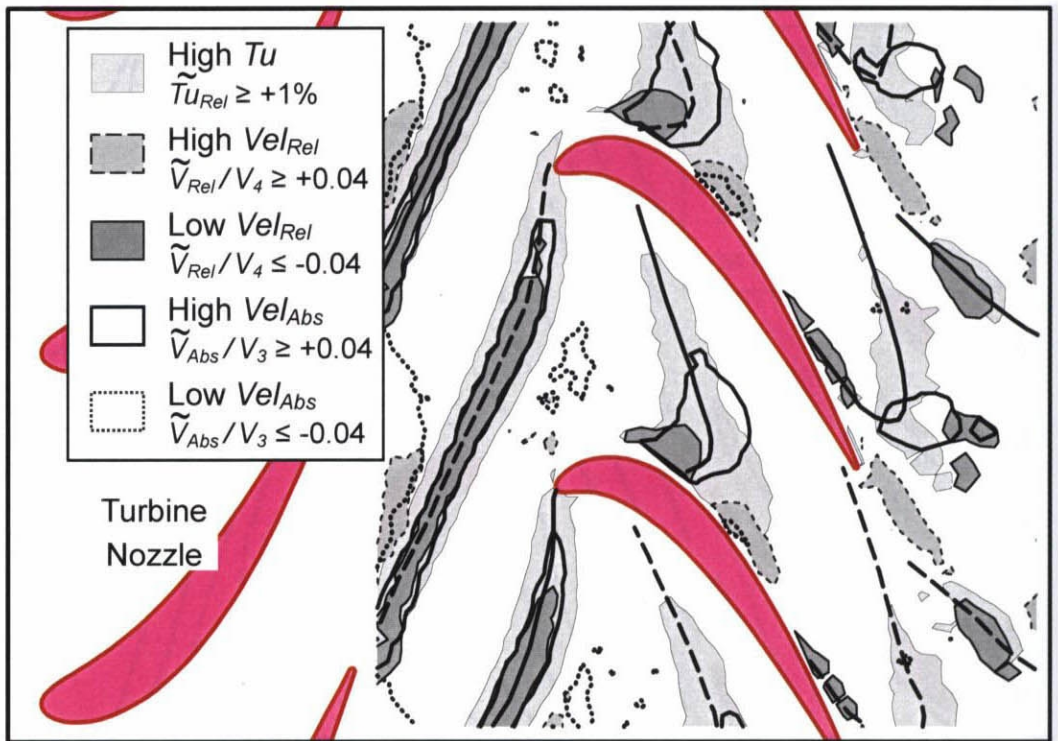 High Tu
T̃u_Rel ≥ +1%
High Vel_Rel
Ṽ_Rel / V_4 ≥ +0.04
Low Vel_Rel
Ṽ_Rel / V_4 ≤ -0.04
High Vel_Abs
Ṽ_Abs / V_3 ≥ +0.04
Low Vel_Abs
Ṽ_Abs / V_3 ≤ -0.04
Turbine
Nozzle